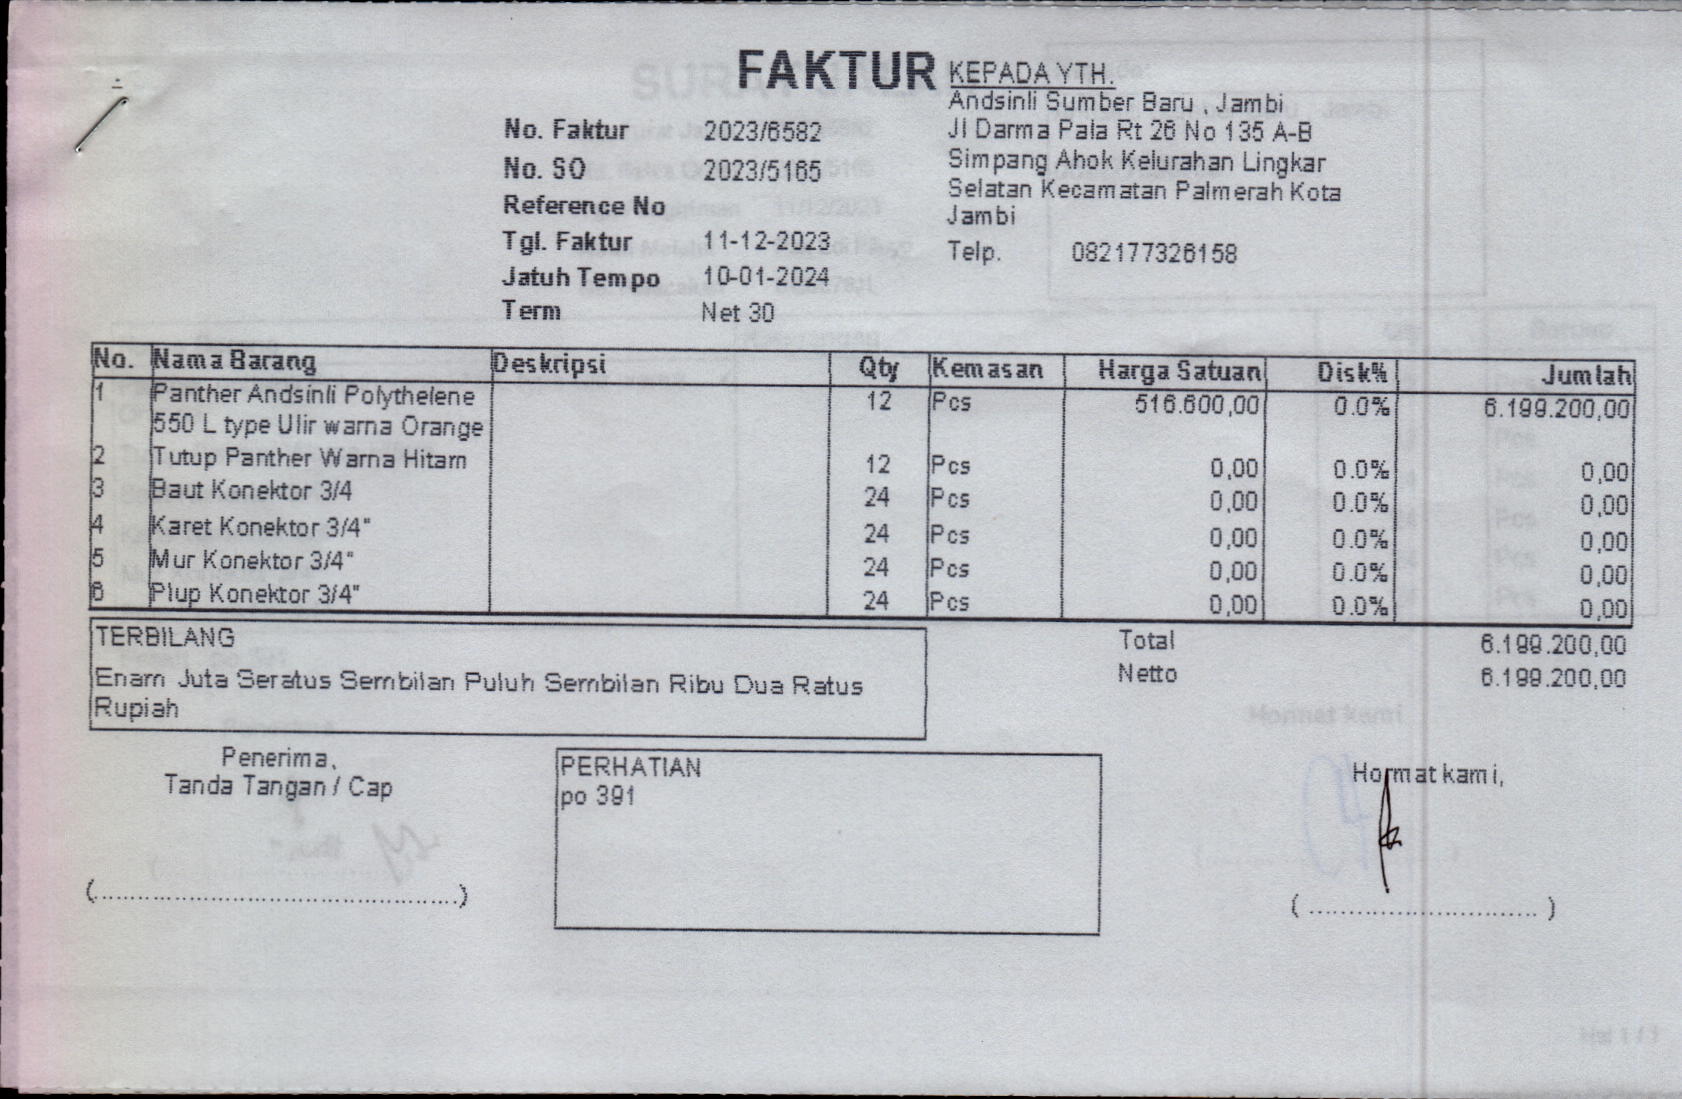 FAKTUR
No. Faktur 2023/6582
No. SO 2023/5165
Reference No
Tgl. Faktur 11-12-2023
Jatuh Tempo 10-01-2024
Term Net 30
KEPADA YTH.
Andsinli Sumber Baru , Jambi
Jl Darma Pala Rt 26 No 135 A-B
Simpang Ahok Kelurahan Lingkar
Selatan Kecamatan Palmerah Kota
Jambi
Telp. 082177326158
No. Nama Barang Deskripsi Qty Kemasan Harga Satuan Disk% Jumlah
1 Panther Andsinli Polythelene 12 Pcs 516.600,00 0.0% 6.199.200,00
550 L type Ulir warna Orange
2 Tutup Panther Warna Hitam 12 Pcs 0,00 0.0% 0,00
3 Baut Konektor 3/4 24 Pcs 0,00 0.0% 0,00
4 Karet Konektor 3/4" 24 Pcs 0,00 0.0% 0,00
5 Mur Konektor 3/4" 24 Pcs 0,00 0.0% 0,00
6 Plup Konektor 3/4" 24 Pcs 0,00 0.0% 0,00
TERBILANG
Enam Juta Seratus Sembilan Puluh Sembilan Ribu Dua Ratus
Rupiah
Total 6.199.200,00
Netto 6.199.200,00
Penerima,
Tanda Tangan / Cap
(..............................................)
PERHATIAN
po 391
Hormat kami,
( ............................. )